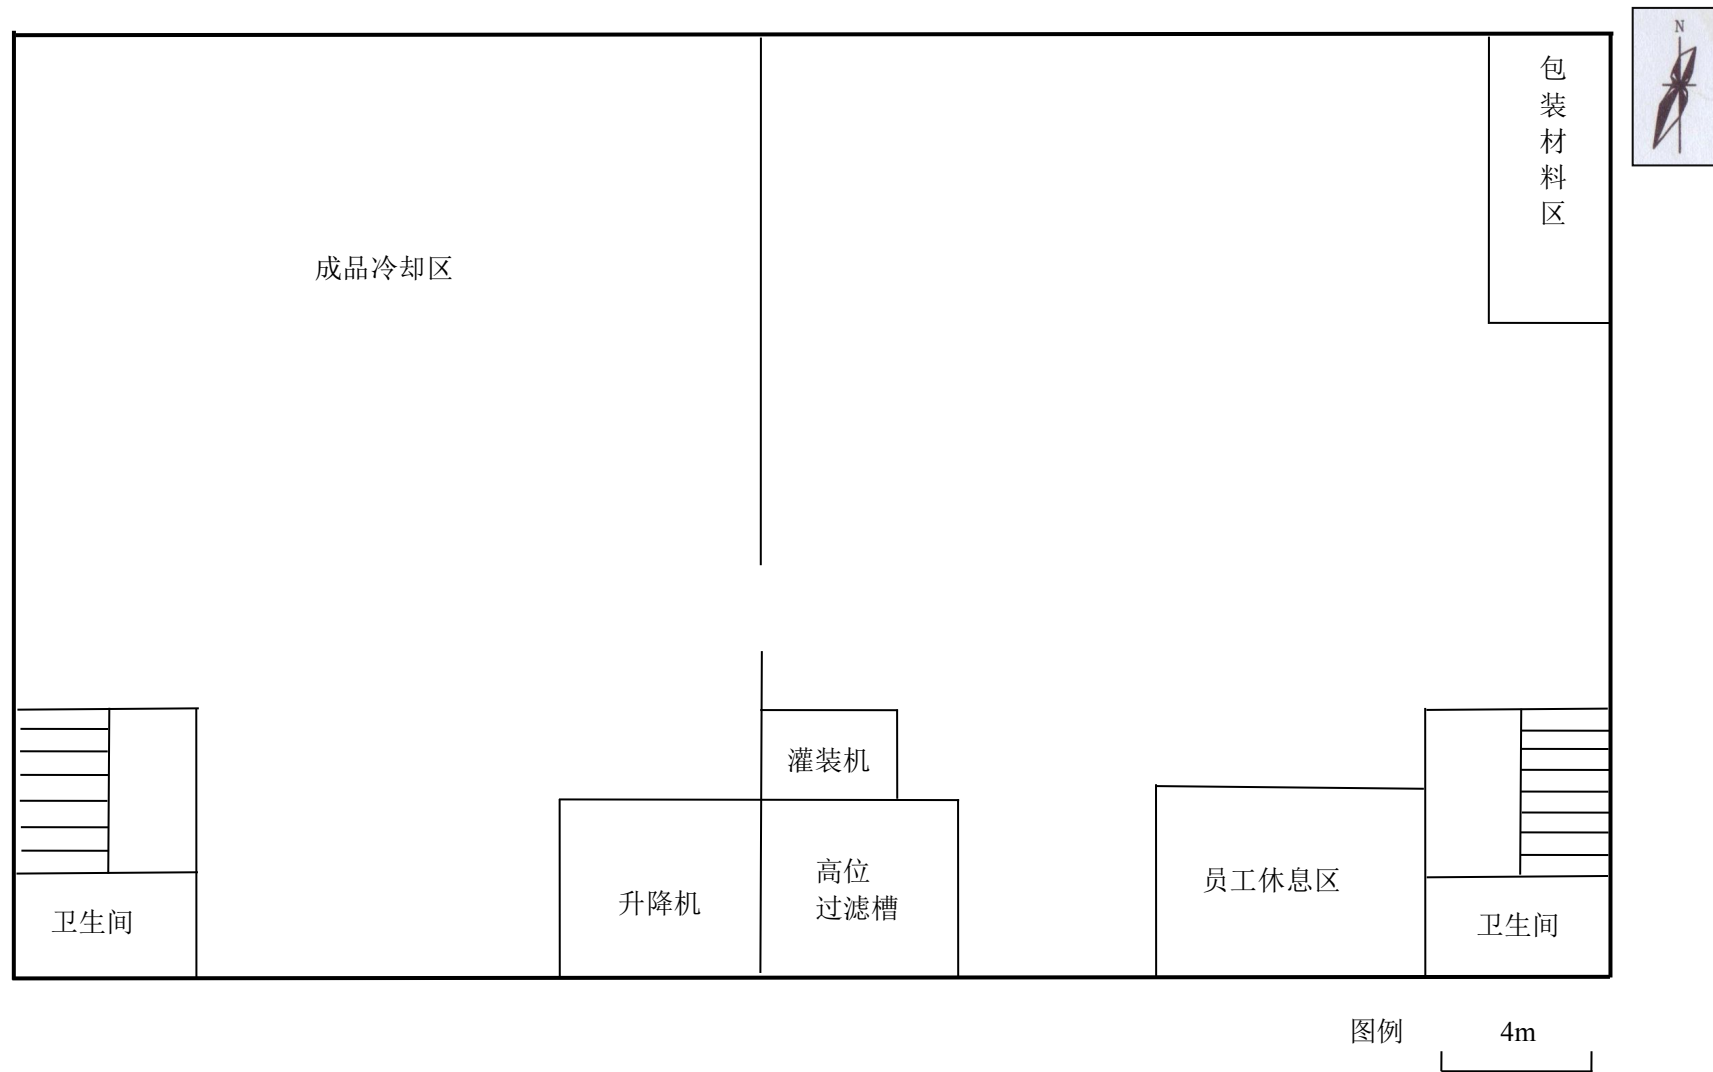 N
包
装
材
料
区
成品冷却区
灌装机
高位
过滤槽
升降机
员工休息区
卫生间
卫生间
图例
4m